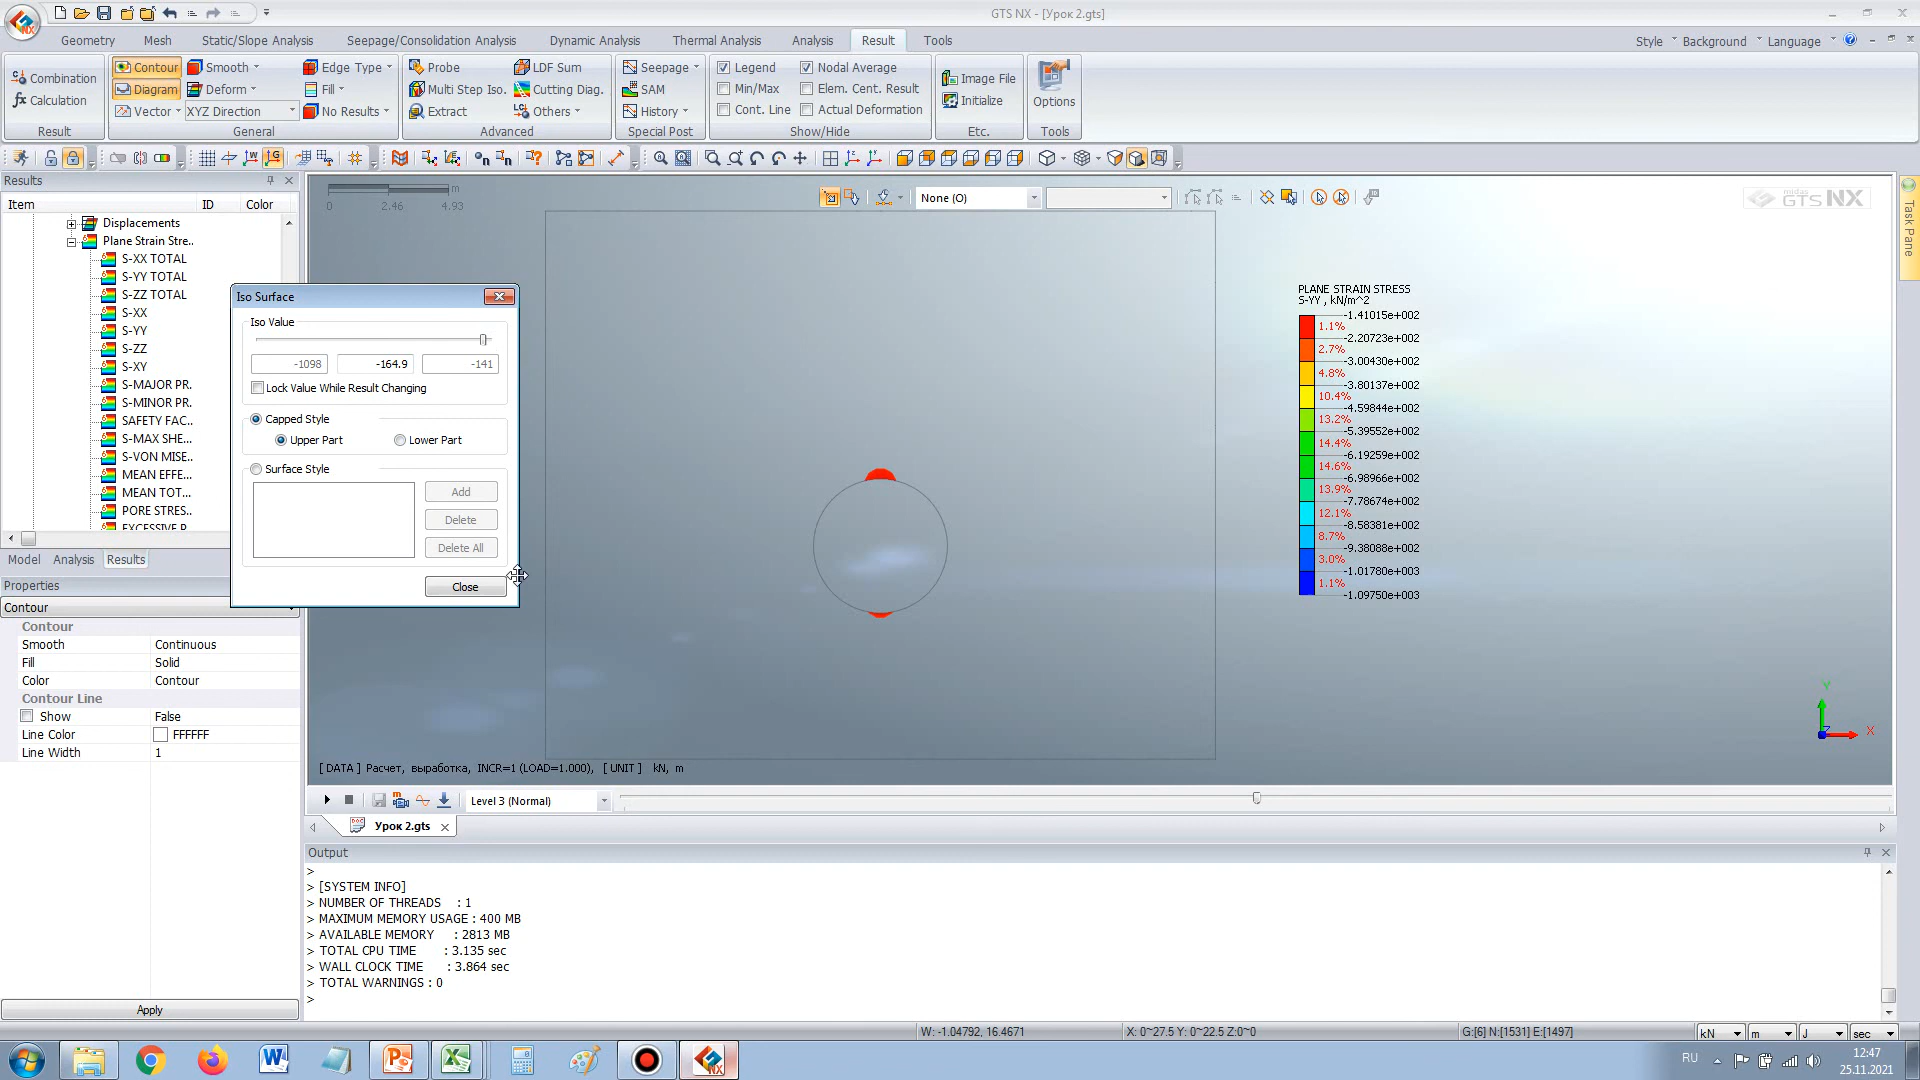 GTS NX - [Урок 2.gts]
Geometry Mesh Static/Slope Analysis Seepage/Consolidation Analysis Dynamic Analysis Thermal Analysis Analysis Result Tools
Style Background Language
Combination
Calculation
Result
Contour Smooth Edge Type
Diagram Deform Fill
Vector XYZ Direction No Results
General
Probe LDF Sum
Multi Step Iso. Cutting Diag.
Extract Others
Advanced
Seepage
SAM
History
Special Post
Legend Nodal Average
Min/Max Elem. Cent. Result
Cont. Line Actual Deformation
Show/Hide
Image File
Initialize
Etc.
Options
Tools
Results
Item ID Color
Displacements
Plane Strain Stre..
S-XX TOTAL
S-YY TOTAL
S-ZZ TOTAL
S-XX
S-YY
S-ZZ
S-XY
S-MAJOR PR.
S-MINOR PR.
SAFETY FAC..
S-MAX SHE...
S-VON MISE...
MEAN EFFE...
MEAN TOT...
PORE STRES...
EXCESSIVE P
Model Analysis Results
Iso Surface
Iso Value
-1098 -164.9 -141
Lock Value While Result Changing
Capped Style
Upper Part Lower Part
Surface Style
Add
Delete
Delete All
Close
Properties
Contour
Contour
Smooth Continuous
Fill Solid
Color Contour
Contour Line
Show False
Line Color FFFFFF
Line Width 1
Apply
m
0 2.46 4.93
None (O)
midas
GTS NX
Task Pane
PLANE STRAIN STRESS
S-YY , kN/m^2
-1.41015e+002
1.1%
-2.20723e+002
2.7%
-3.00430e+002
4.8%
-3.80137e+002
10.4%
-4.59844e+002
13.2%
-5.39552e+002
14.4%
-6.19259e+002
14.6%
-6.98966e+002
13.9%
-7.78674e+002
12.1%
-8.58381e+002
8.7%
-9.38088e+002
3.0%
-1.01780e+003
1.1%
-1.09750e+003
Y
Z
X
[ DATA ] Расчет, выработка, INCR=1 (LOAD=1.000), [ UNIT ] kN, m
Level 3 (Normal)
Урок 2.gts
Output
>
> [SYSTEM INFO]
> NUMBER OF THREADS : 1
> MAXIMUM MEMORY USAGE : 400 MB
> AVAILABLE MEMORY : 2813 MB
> TOTAL CPU TIME : 3.135 sec
> WALL CLOCK TIME : 3.864 sec
> TOTAL WARNINGS : 0
>
W: -1.04792, 16.4671 X: 0~27.5 Y: 0~22.5 Z:0~0 G:[6] N:[1531] E:[1497] kN m J sec
RU
12:47
25.11.2021